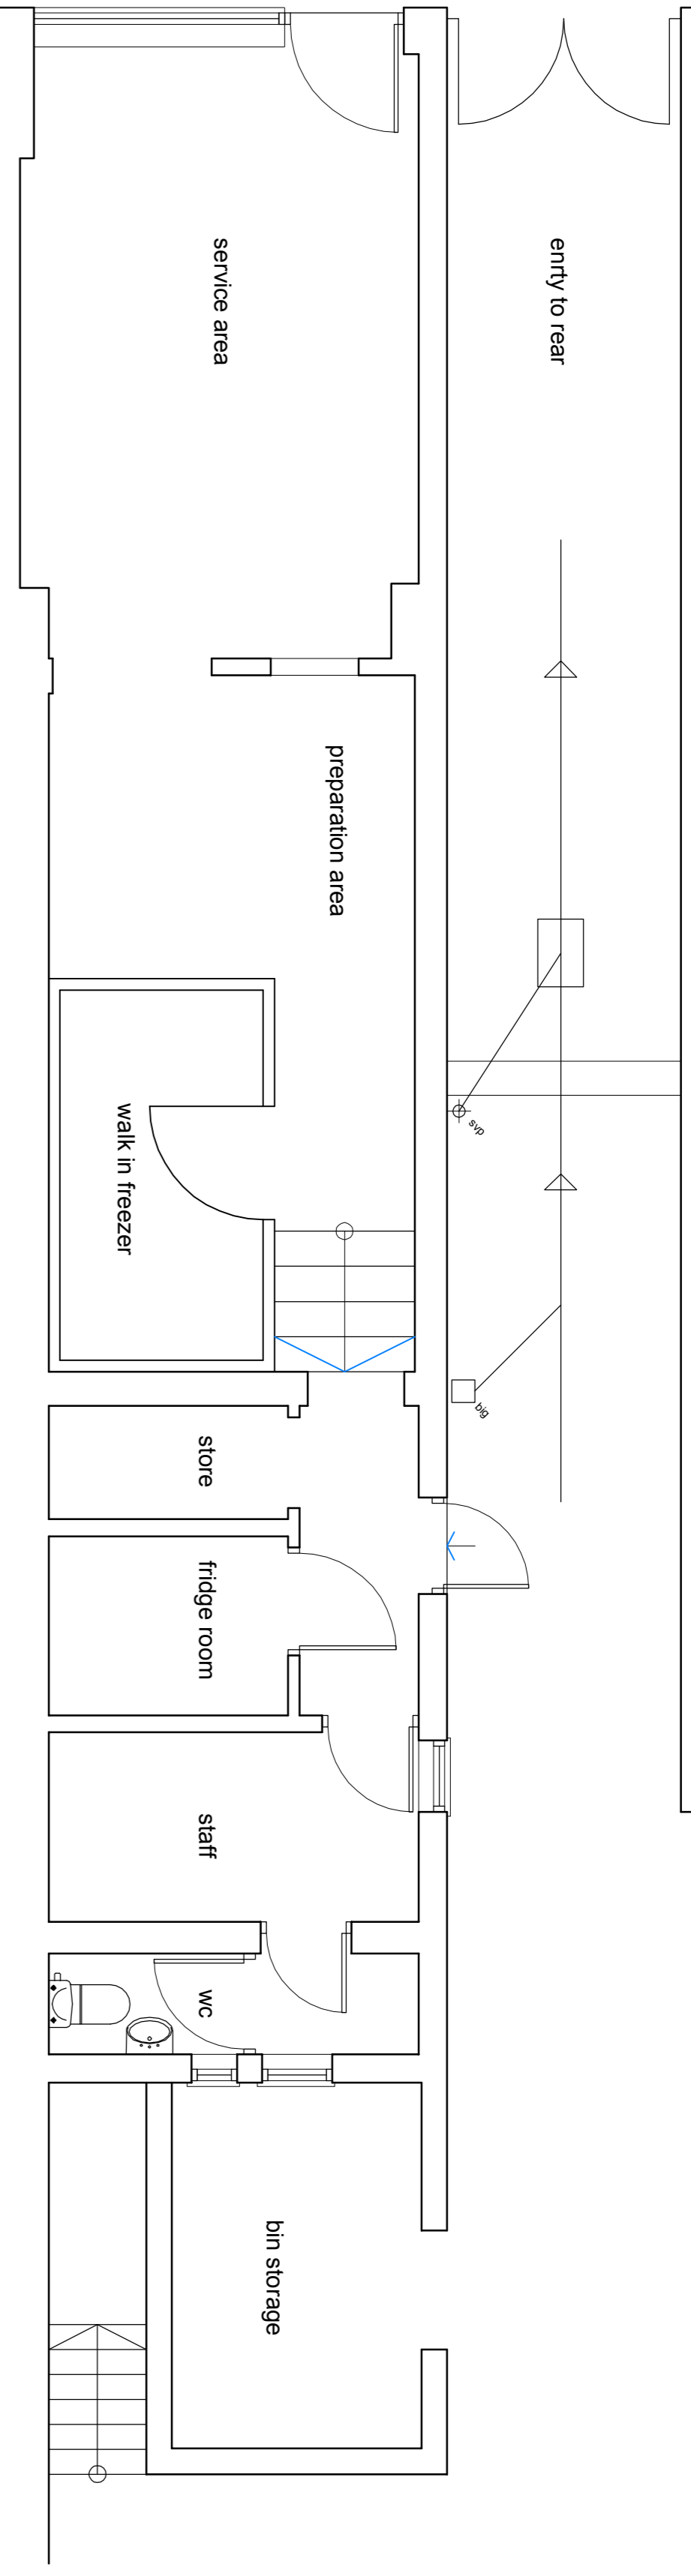 enrty to rear
service area
preparation area
svp
walk in freezer
big
store
fridge room
staff
wc
bin storage